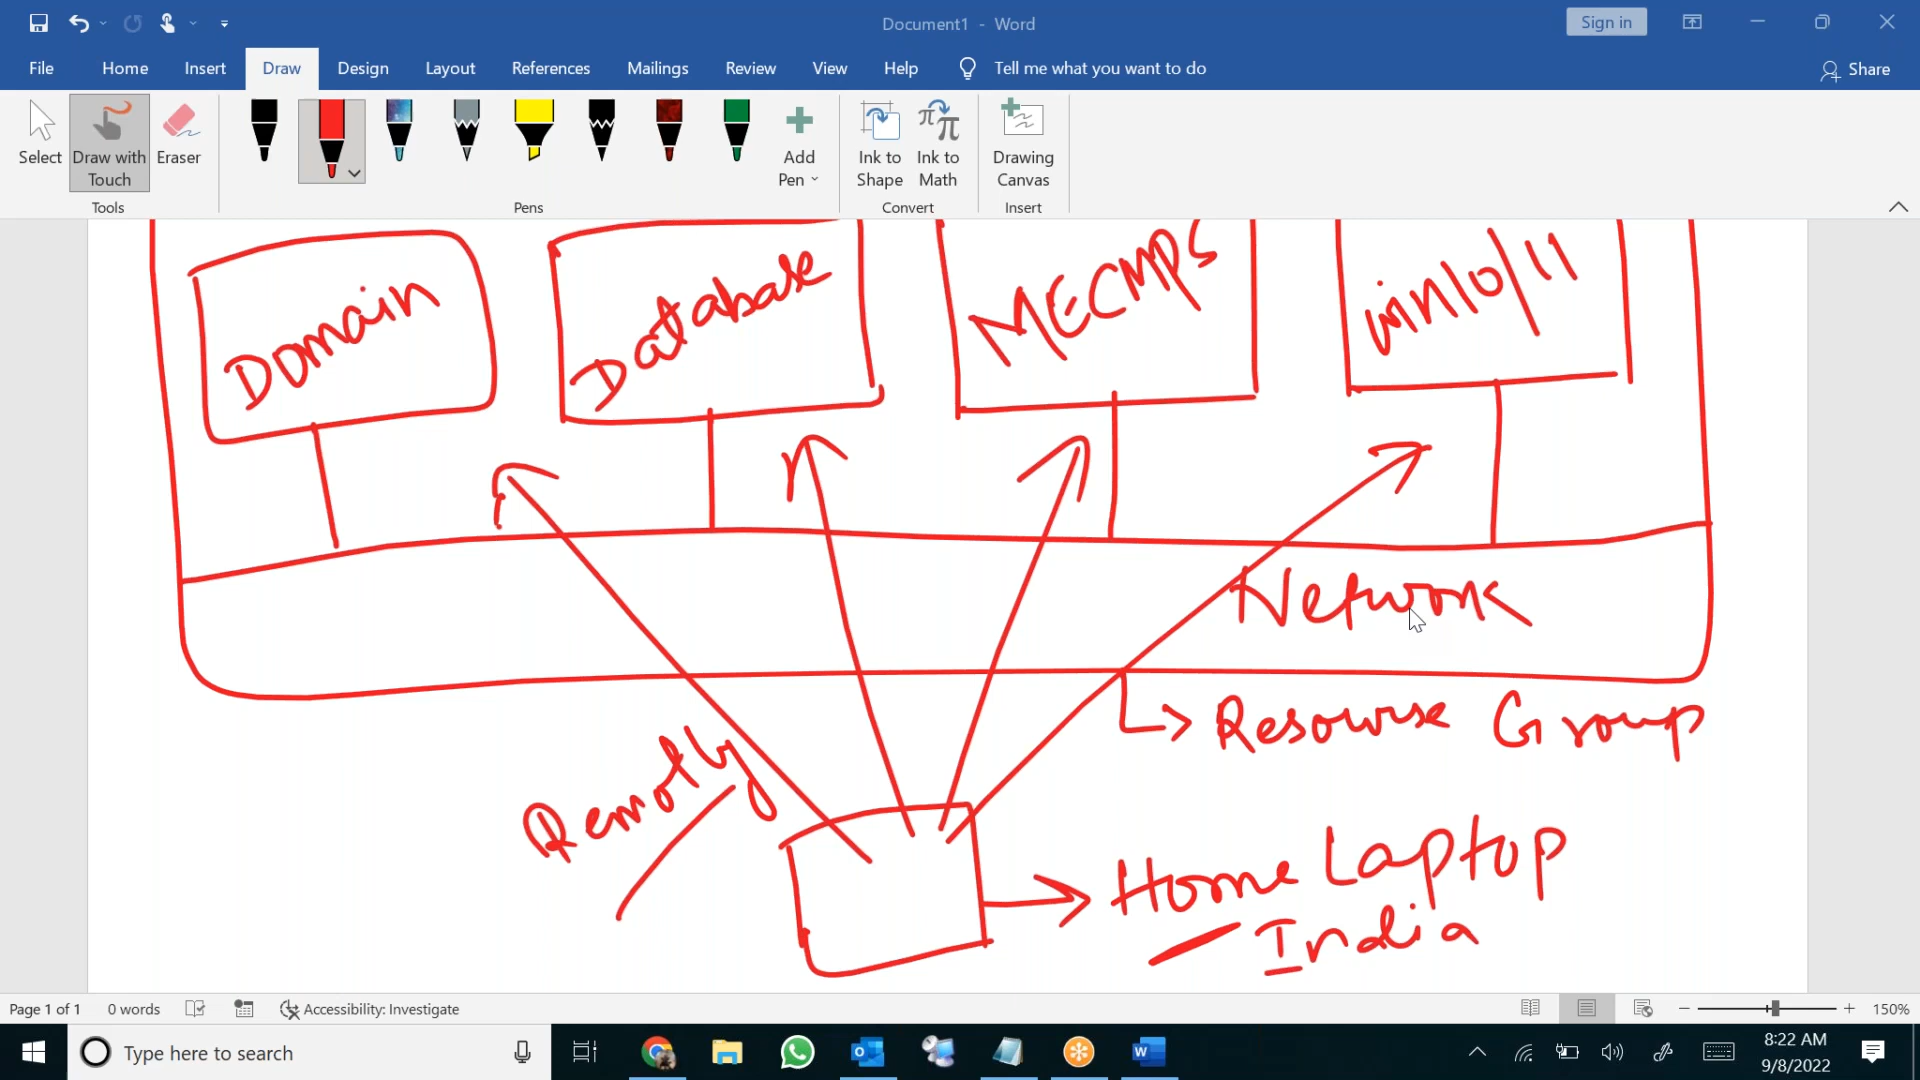 Document1 - Word
Sign in
File Home Insert Draw Design Layout References Mailings Review View Help Tell me what you want to do Share
Select
Draw with Touch
Eraser
Add Pen
Ink to Shape
Ink to Math
Drawing Canvas
Tools Pens Convert Insert
Domain
Database
MECMPS
win10/11
Network
Resourse Group
Remotly
Home Laptop
India
Page 1 of 1 0 words Accessibility: Investigate 150%
Type here to search
8:22 AM
9/8/2022